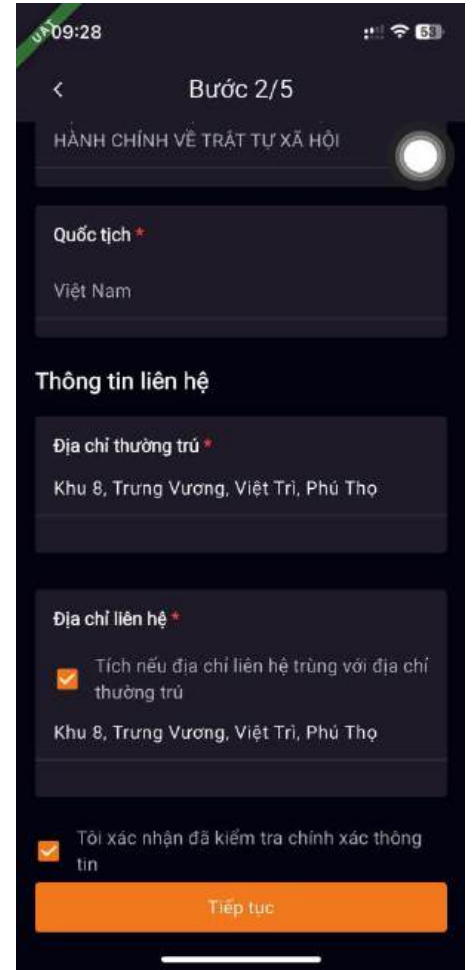 UAT
09:28
53
Bước 2/5
HÀNH CHÍNH VỀ TRẬT TỰ XÃ HỘI
Quốc tịch *
Việt Nam
Thông tin liên hệ
Địa chỉ thường trú *
Khu 8, Trưng Vương, Việt Trì, Phú Thọ
Địa chỉ liên hệ *
Tích nếu địa chỉ liên hệ trùng với địa chỉ
thường trú
Khu 8, Trưng Vương, Việt Trì, Phú Thọ
Tôi xác nhận đã kiểm tra chính xác thông
tin
Tiếp tục